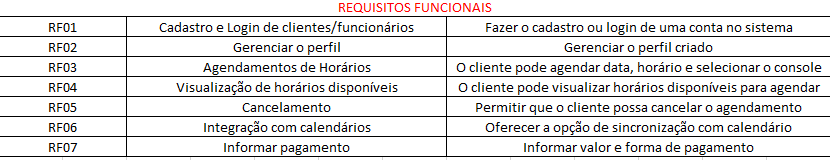 REQUISITOS FUNCIONAIS
RF01 Cadastro e Login de clientes/funcionários Fazer o cadastro ou login de uma conta no sistema
RF02 Gerenciar o perfil Gerenciar o perfil criado
RF03 Agendamentos de Horários O cliente pode agendar data, horário e selecionar o console
RF04 Visualização de horários disponíveis O cliente pode visualizar horários disponíveis para agendar
RF05 Cancelamento Permitir que o cliente possa cancelar o agendamento
RF06 Integração com calendários Oferecer a opção de sincronização com calendário
RF07 Informar pagamento Informar valor e forma de pagamento